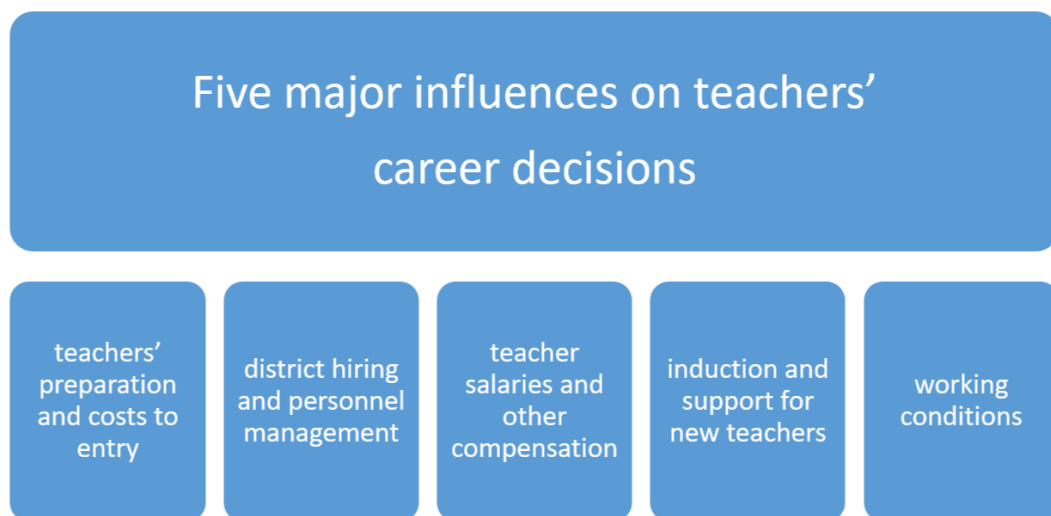 Five major influences on teachers’
career decisions
teachers’
preparation
and costs to
entry
district hiring
and personnel
management
teacher
salaries and
other
compensation
induction and
support for
new teachers
working
conditions